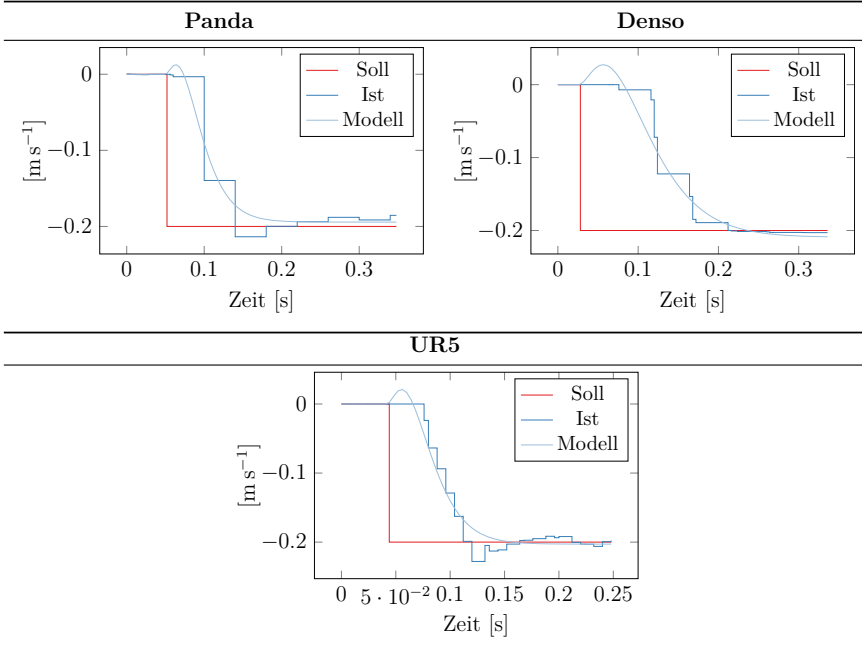 Panda
Denso
Soll
Ist
Modell
0
−0.1
−0.2
[m s⁻¹]
0
0.1
0.2
0.3
Zeit [s]
Soll
Ist
Modell
0
−0.1
−0.2
[m s⁻¹]
0
0.1
0.2
0.3
Zeit [s]
UR5
Soll
Ist
Modell
0
−0.1
−0.2
[m s⁻¹]
0
5 · 10⁻²
0.1
0.15
0.2
0.25
Zeit [s]